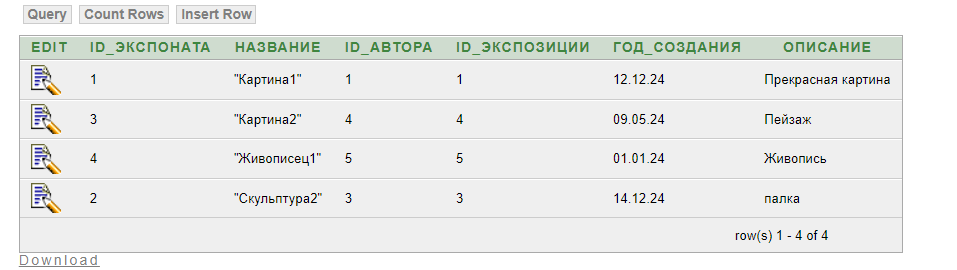 Query Count Rows Insert Row
EDIT ID_ЭКСПОНАТА НАЗВАНИЕ ID_АВТОРА ID_ЭКСПОЗИЦИИ ГОД_СОЗДАНИЯ ОПИСАНИЕ
1 "Картина1" 1 1 12.12.24 Прекрасная картина
3 "Картина2" 4 4 09.05.24 Пейзаж
4 "Живописец1" 5 5 01.01.24 Живопись
2 "Скульптура2" 3 3 14.12.24 палка
row(s) 1 - 4 of 4
Download